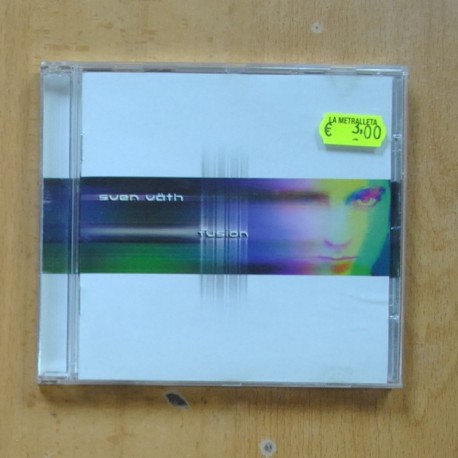 LA METRALLETA
€ 3,00
sven väth
fusion